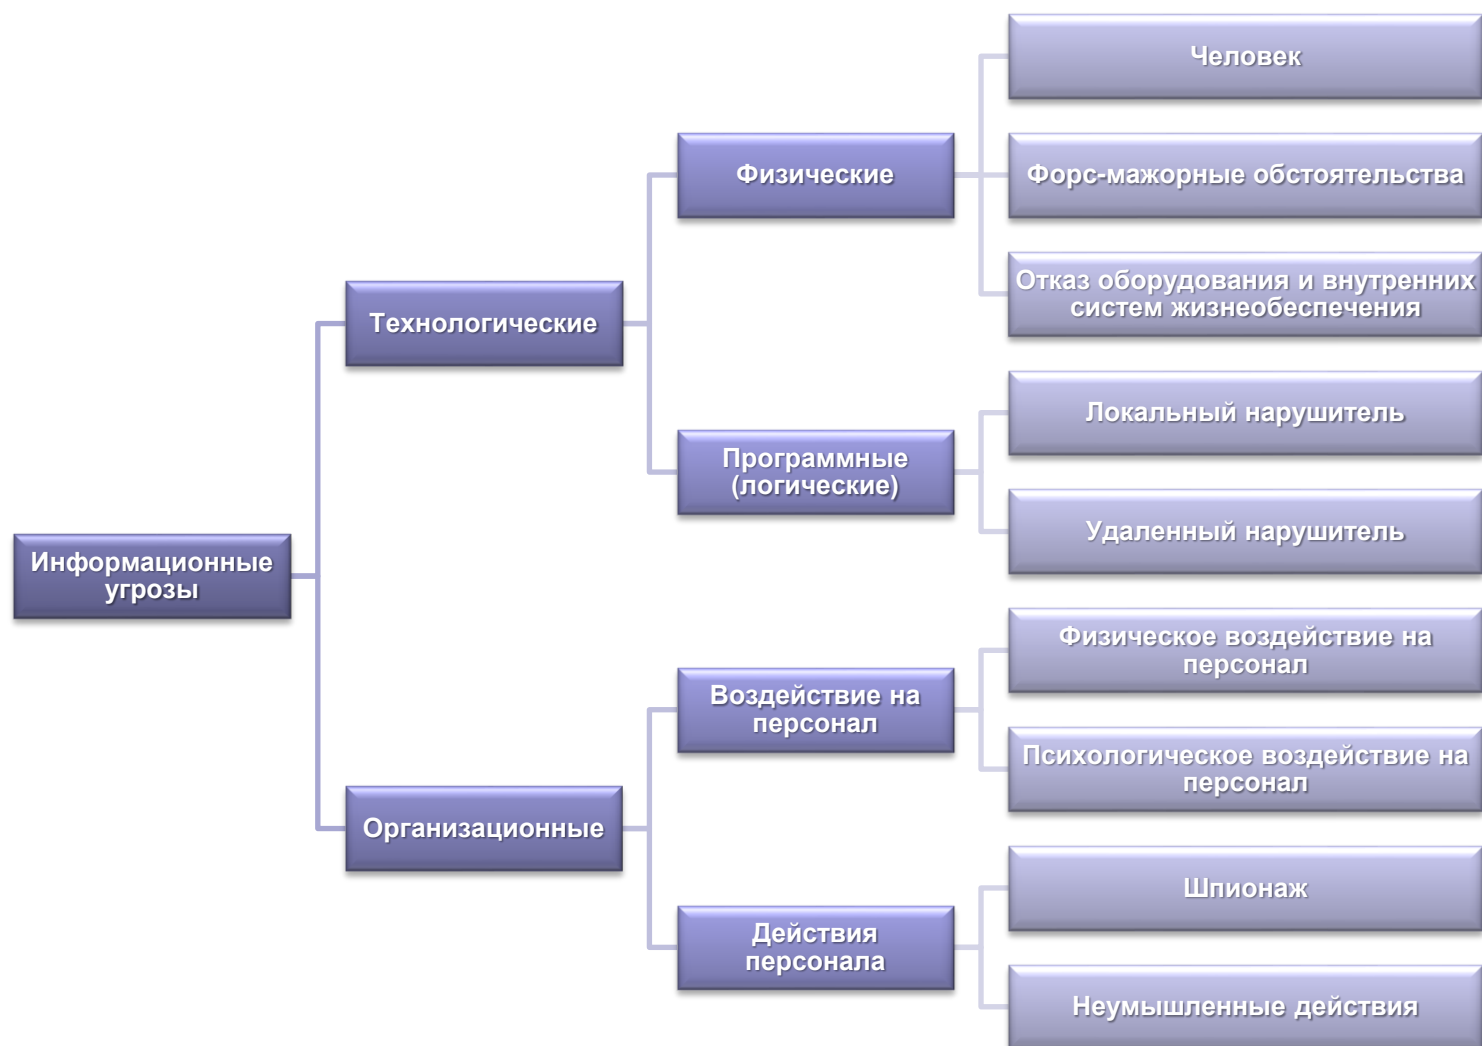 Человек
Физические
Форс-мажорные обстоятельства
Отказ оборудования и внутренних
систем жизнеобеспечения
Технологические
Локальный нарушитель
Программные
(логические)
Удаленный нарушитель
Информационные
угрозы
Физическое воздействие на
персонал
Воздействие на
персонал
Психологическое воздействие на
персонал
Организационные
Шпионаж
Действия
персонала
Неумышленные действия